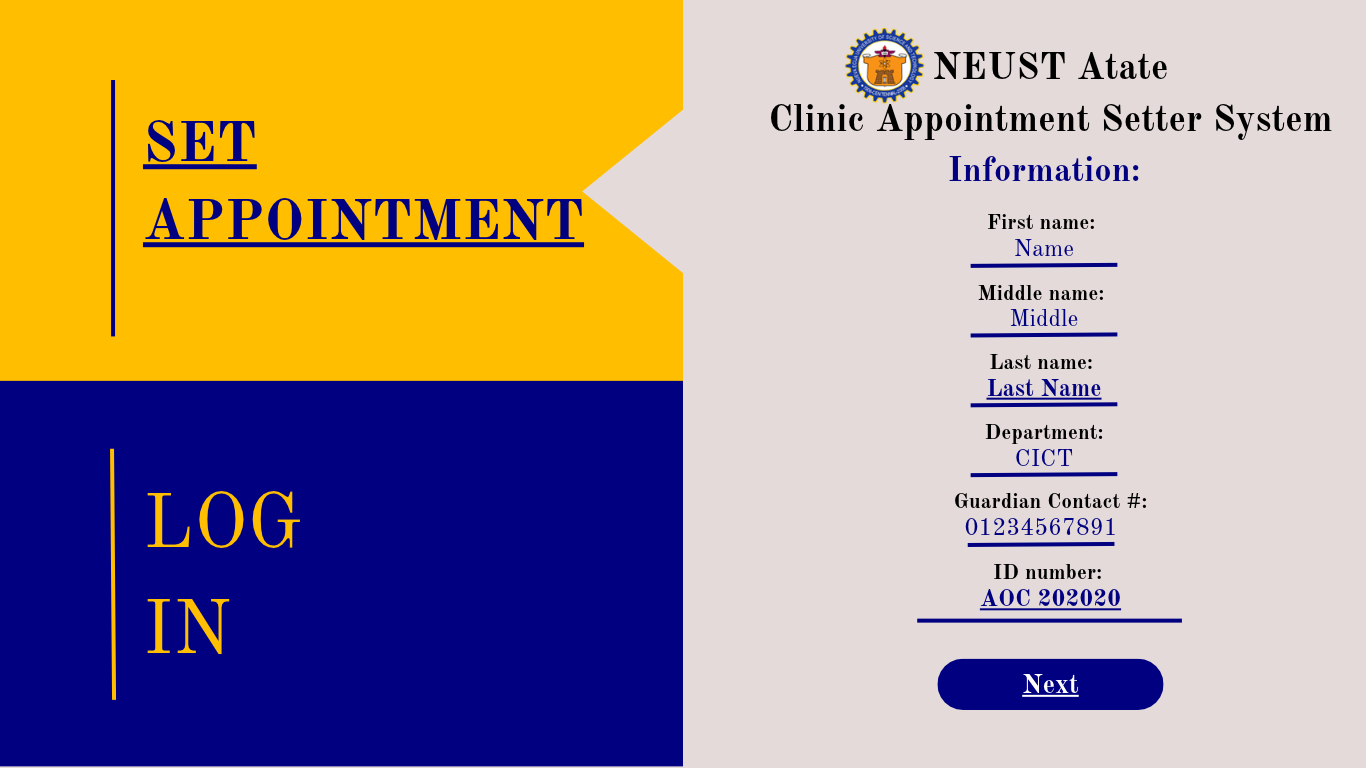 SET
APPOINTMENT
LOG
IN
NEUST Atate
Clinic Appointment Setter System
Information:
First name:
Name
Middle name:
Middle
Last name:
Last Name
Department:
CICT
Guardian Contact #:
01234567891
ID number:
AOC 202020
Next